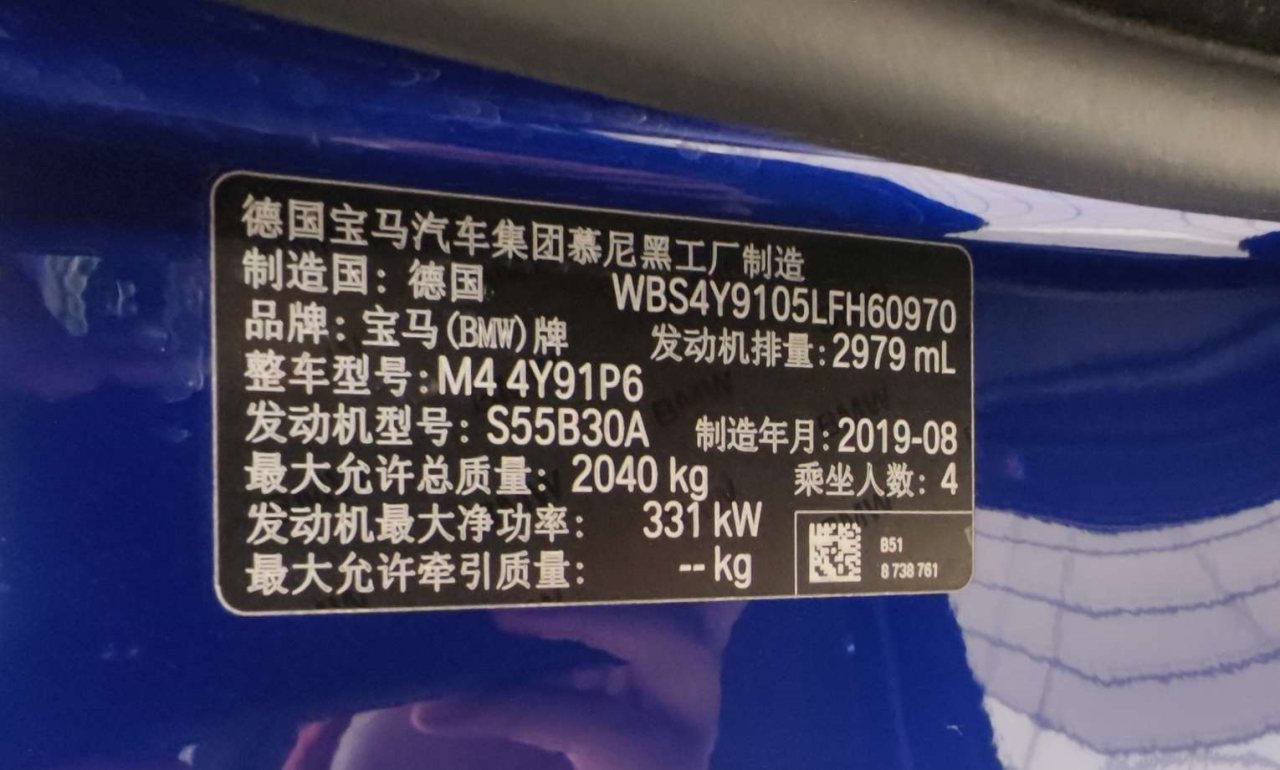 德国宝马汽车集团慕尼黑工厂制造
制造国：德国 WBS4Y9105LFH60970
品牌：宝马(BMW)牌 发动机排量：2979 mL
整车型号：M4 4Y91P6
发动机型号：S55B30A 制造年月：2019-08
最大允许总质量：2040 kg 乘坐人数：4
发动机最大净功率：331 kW
最大允许牵引质量：-- kg
B51
8 738 761